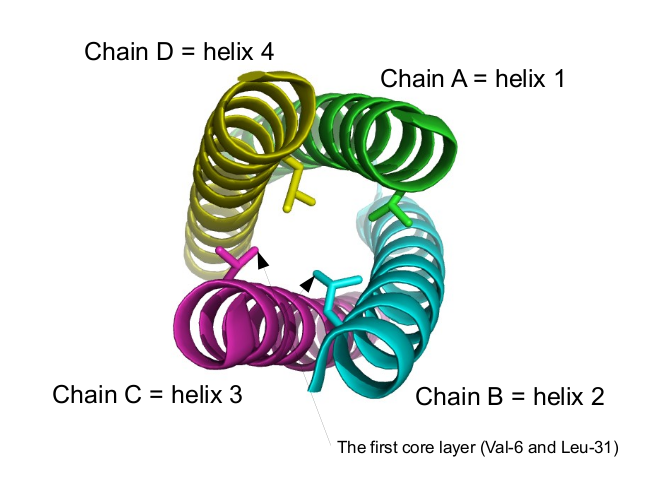 Chain D = helix 4
Chain A = helix 1
Chain C = helix 3
Chain B = helix 2
The first core layer (Val-6 and Leu-31)